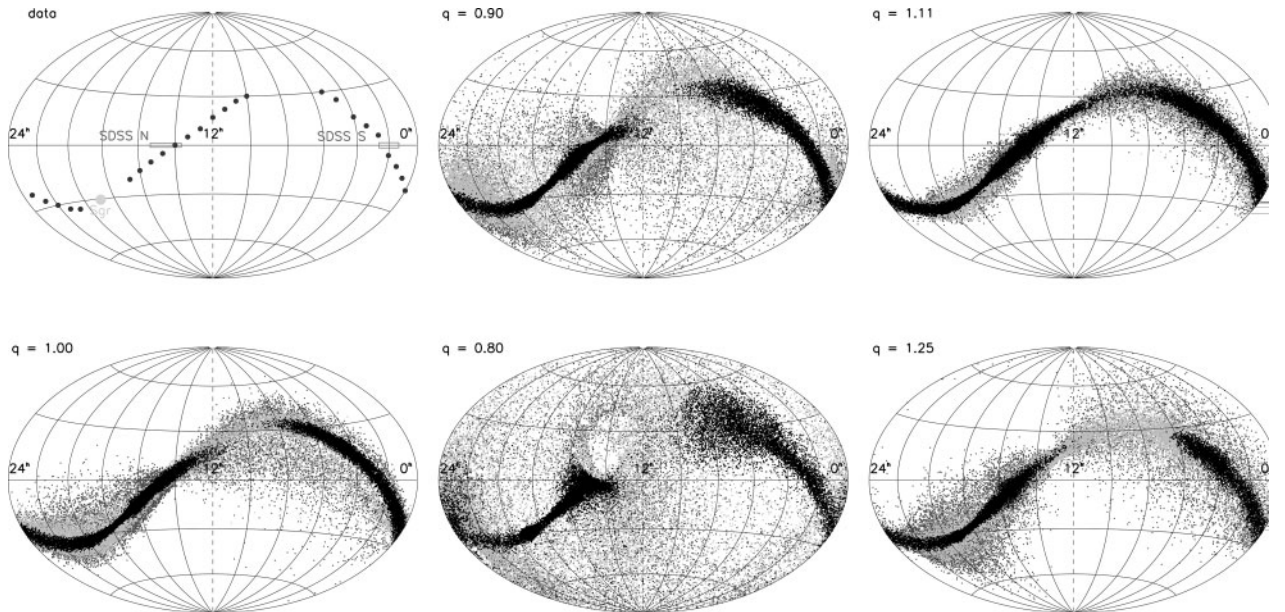 data
24ʰ
12ʰ
0ʰ
SDSS N
SDSS S
Sgr
q = 0.90
24ʰ
12ʰ
0ʰ
q = 1.11
24ʰ
12ʰ
0ʰ
q = 1.00
24ʰ
12ʰ
0ʰ
q = 0.80
24ʰ
12ʰ
0ʰ
q = 1.25
24ʰ
12ʰ
0ʰ